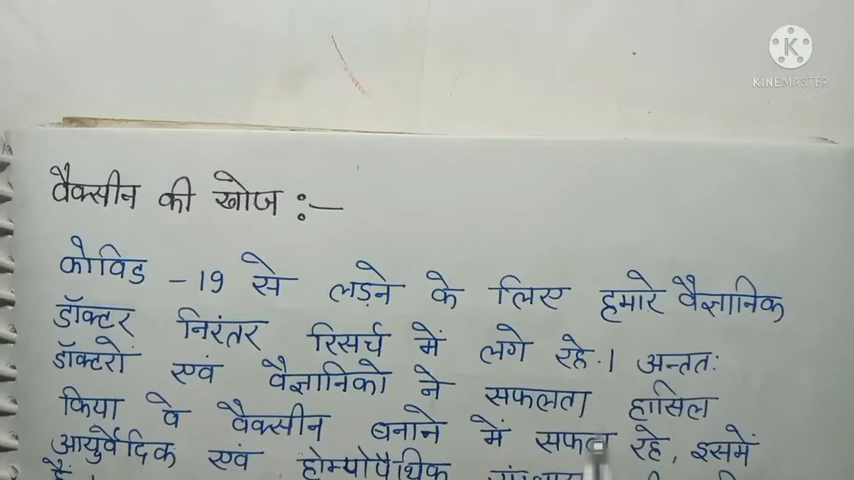 KINEMASTER
वैक्सीन की खोज :-
कोविड -19 से लड़ने के लिए हमारे वैज्ञानिक
डॉक्टर निरंतर रिसर्च में लगे रहे । अन्ततः
डॉक्टरों एवं वैज्ञानिको ने सफलता हासिल
किया वे वैक्सीन बनाने में सफल रहे, इसमें
आयुर्वेदिक एवं होम्योपैथिक